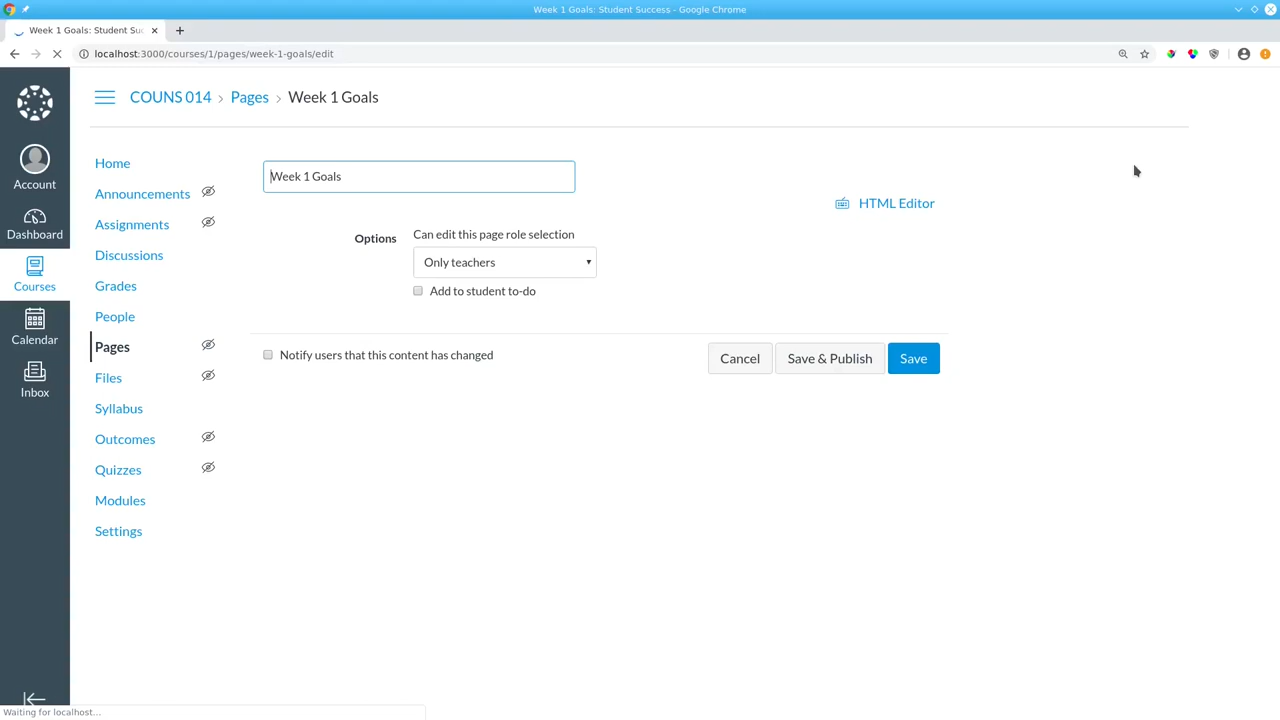 Week 1 Goals: Student Success - Google Chrome
Week 1 Goals: Student Suc
localhost:3000/courses/1/pages/week-1-goals/edit
COUNS 014 › Pages › Week 1 Goals
Account
Dashboard
Courses
Calendar
Inbox
Home
Announcements
Assignments
Discussions
Grades
People
Pages
Files
Syllabus
Outcomes
Quizzes
Modules
Settings
Week 1 Goals
HTML Editor
Options
Can edit this page role selection
Only teachers
Add to student to-do
Notify users that this content has changed
Cancel
Save & Publish
Save
Waiting for localhost...